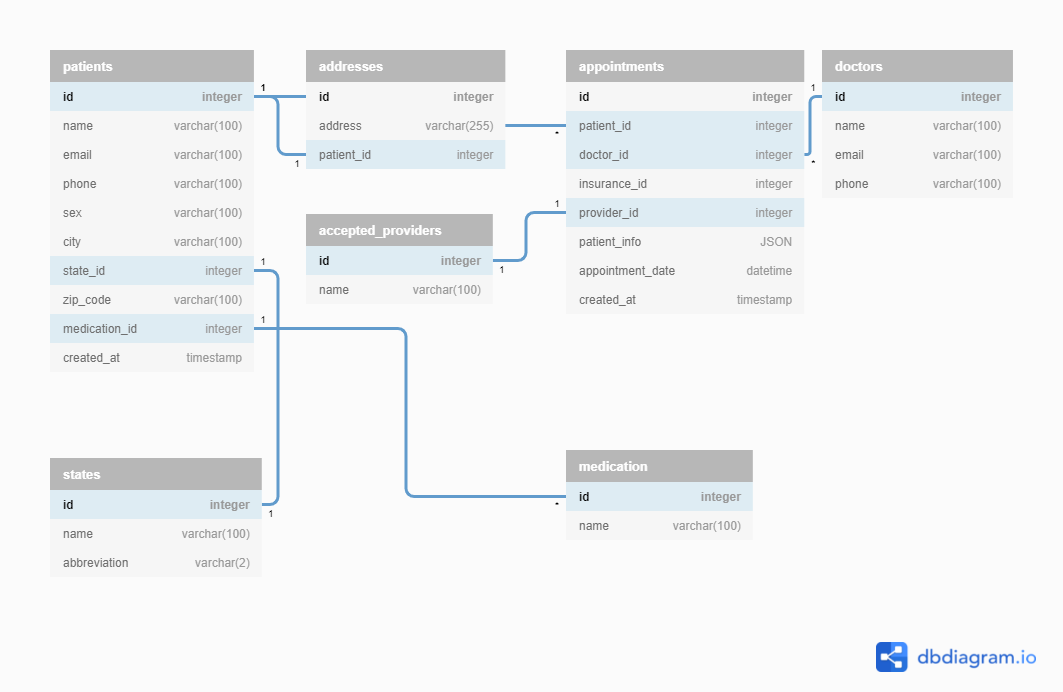 patients
id integer
name varchar(100)
email varchar(100)
phone varchar(100)
sex varchar(100)
city varchar(100)
state_id integer
zip_code varchar(100)
medication_id integer
created_at timestamp
1
1
1
addresses
id integer
address varchar(255)
patient_id integer
1
*
accepted_providers
id integer
name varchar(100)
1
1
appointments
id integer
patient_id integer
doctor_id integer
insurance_id integer
provider_id integer
patient_info JSON
appointment_date datetime
created_at timestamp
1
*
doctors
id integer
name varchar(100)
email varchar(100)
phone varchar(100)
states
id integer
name varchar(100)
abbreviation varchar(2)
1
medication
id integer
name varchar(100)
*
dbdiagram.io